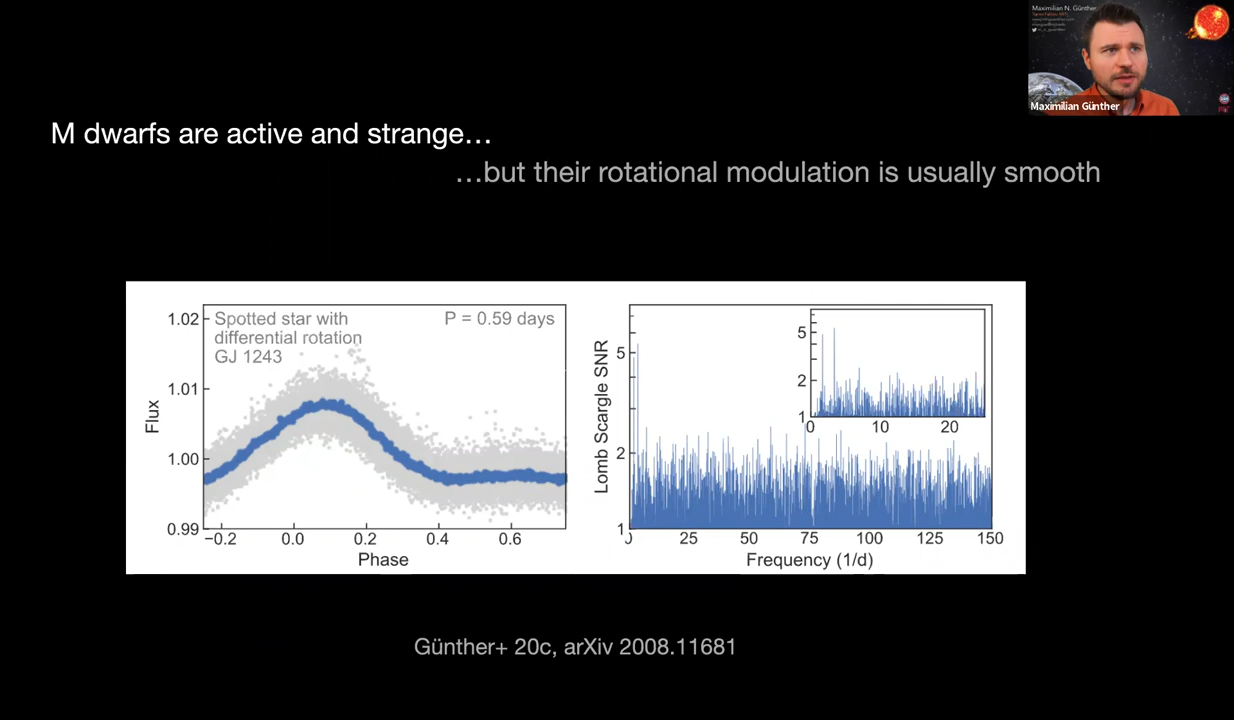 Maximilian N. Günther
Maximilian Günther
M dwarfs are active and strange…
…but their rotational modulation is usually smooth
1.02
1.01
1.00
0.99
Flux
Spotted star with
differential rotation
GJ 1243
P = 0.59 days
−0.2
0.0
0.2
0.4
0.6
Phase
Lomb Scargle SNR
5
2
1
5
2
1
0
10
20
25
50
75
100
125
150
Frequency (1/d)
Günther+ 20c, arXiv 2008.11681